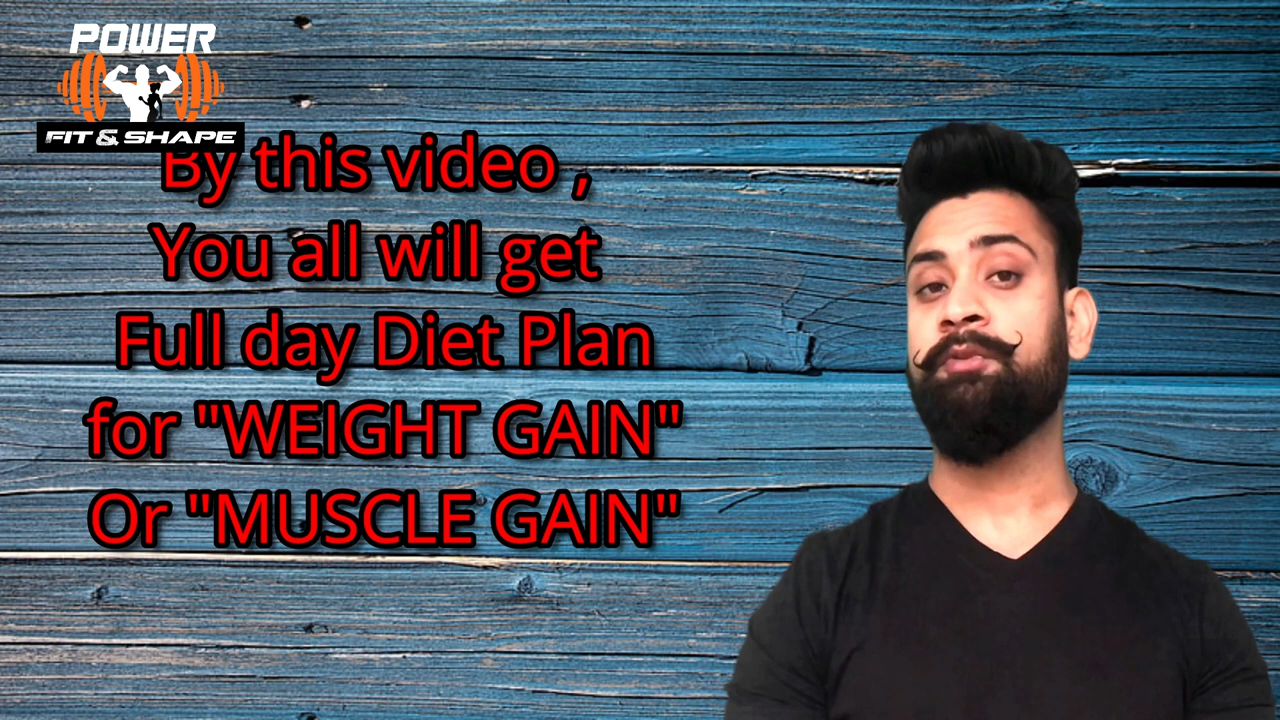 POWER
FIT & SHAPE
By this video ,
You all will get
Full day Diet Plan
for "WEIGHT GAIN"
Or "MUSCLE GAIN"